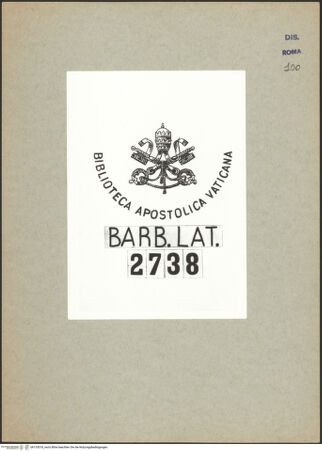 DIS.
ROMA
100
BIBLIOTECA APOSTOLICA VATICANA
BARB. LAT.
2738